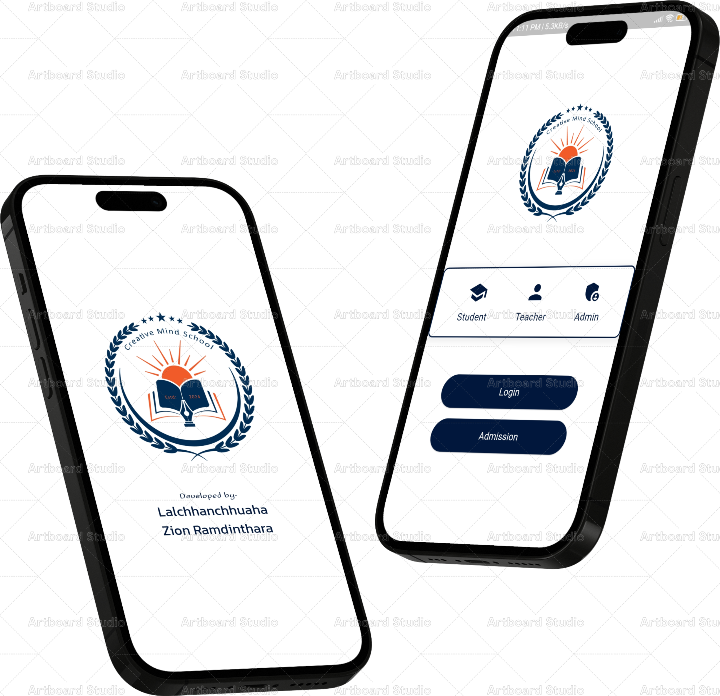 Creative Mind School
Developed by-
Lalchhanchhuaha
Zion Ramdinthara
:11 PM | 5.3KB/s
Creative Mind School
Student
Teacher
Admin
Login
Admission
Artboard Studio